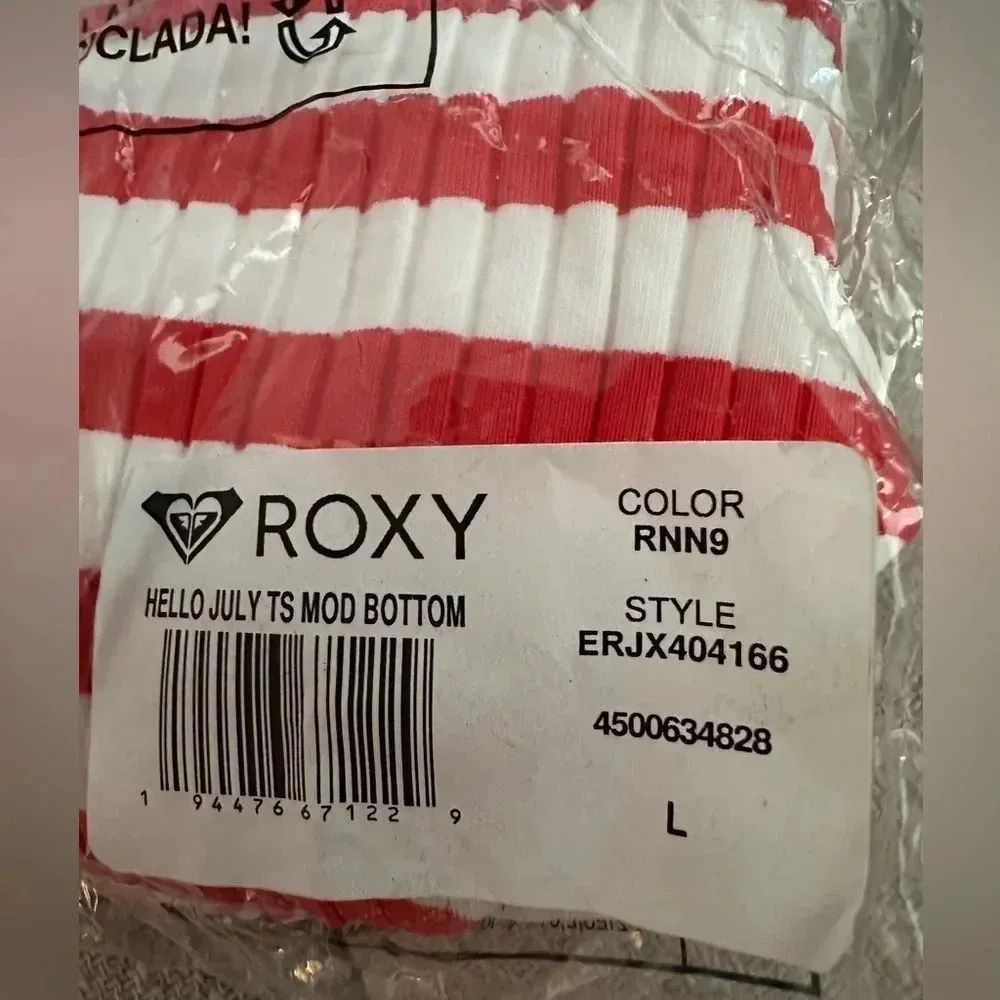 CLADA!
ROXY
HELLO JULY TS MOD BOTTOM
1 94476 67122 9
COLOR
RNN9
STYLE
ERJX404166
4500634828
L